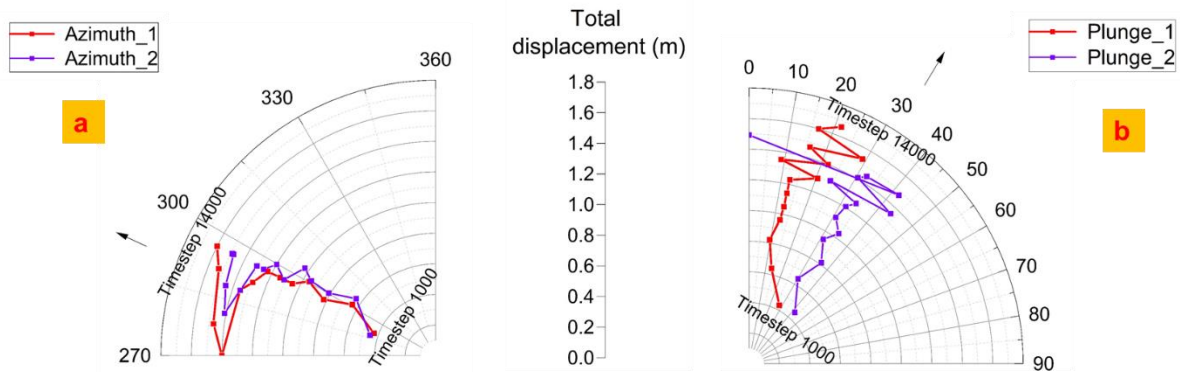 Azimuth_1
Azimuth_2
a
360
330
300
270
Timestep 14000
Timestep 1000
Total
displacement (m)
1.8
1.6
1.4
1.2
1.0
0.8
0.6
0.4
0.2
0.0
Plunge_1
Plunge_2
b
0
10
20
30
40
50
60
70
80
90
Timestep 14000
Timestep 1000